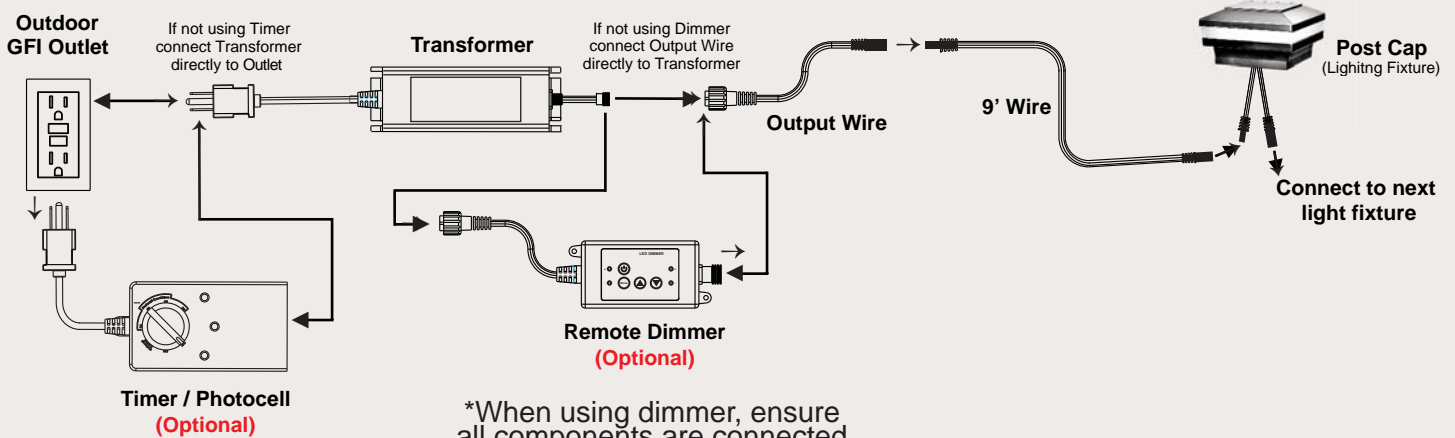 Outdoor
GFI Outlet
If not using Timer
connect Transformer
directly to Outlet
Transformer
If not using Dimmer
connect Output Wire
directly to Transformer
Output Wire
9’ Wire
Post Cap
(Lighitng Fixture)
Connect to next
light fixture
LED DIMMER
Remote Dimmer
(Optional)
Timer / Photocell
(Optional)
*When using dimmer, ensure
all components are connected